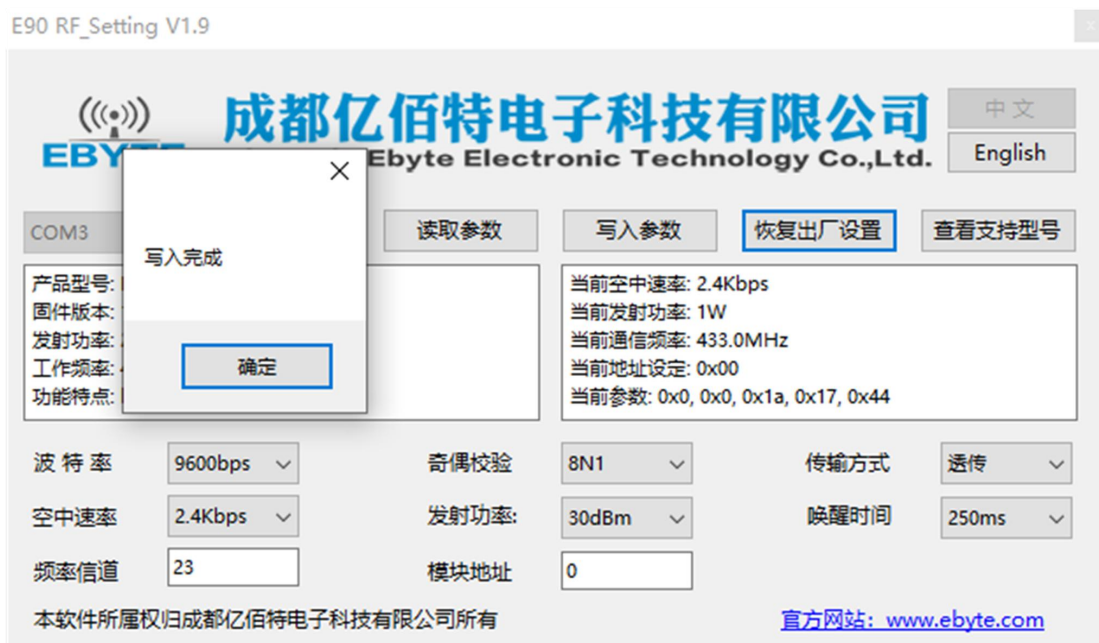 E90 RF_Setting V1.9
成都亿佰特电子科技有限公司
Ebyte Electronic Technology Co.,Ltd.
中 文
English
COM3
读取参数
写入参数
恢复出厂设置
查看支持型号
写入完成
确定
产品型号:
固件版本:
发射功率:
工作频率:
功能特点:
当前空中速率: 2.4Kbps
当前发射功率: 1W
当前通信频率: 433.0MHz
当前地址设定: 0x00
当前参数: 0x0, 0x0, 0x1a, 0x17, 0x44
波 特 率 9600bps 奇偶校验 8N1 传输方式 透传
空中速率 2.4Kbps 发射功率: 30dBm 唤醒时间 250ms
频率信道 23 模块地址 0
本软件所属权归成都亿佰特电子科技有限公司所有 官方网站：www.ebyte.com